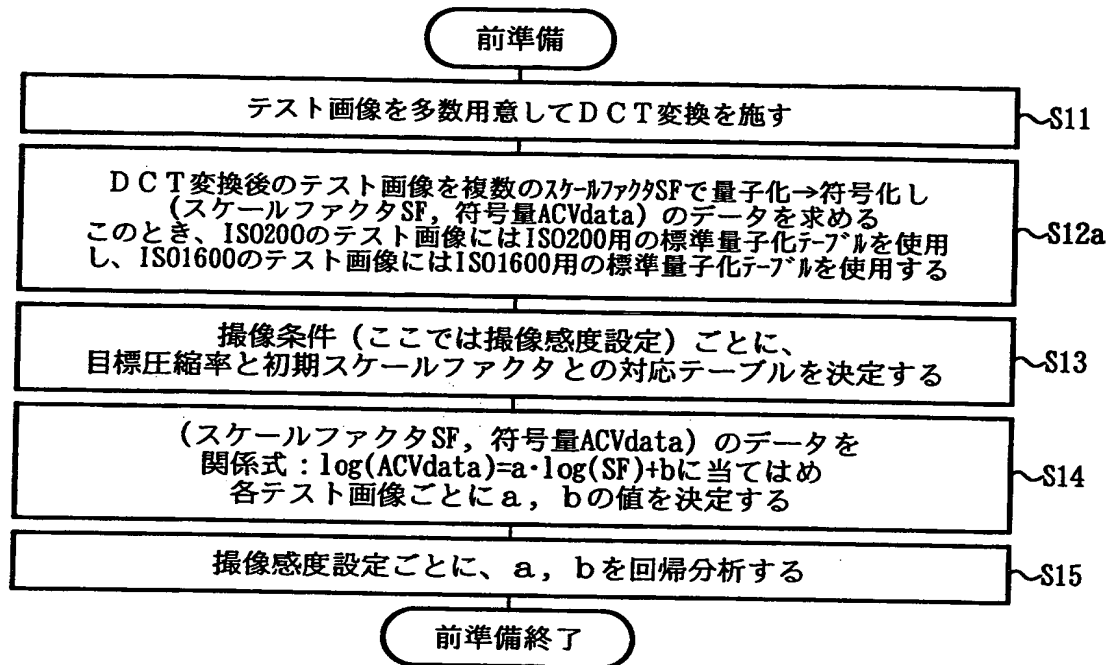 前準備
テスト画像を多数用意してＤＣＴ変換を施す
S11
ＤＣＴ変換後のテスト画像を複数のｽｹｰﾙﾌｧｸﾀSFで量子化→符号化し
(スケールファクタSF, 符号量ACVdata) のデータを求める
このとき、ISO200のテスト画像にはISO200用の標準量子化ﾃｰﾌﾞﾙを使用
し、ISO1600のテスト画像にはISO1600用の標準量子化ﾃｰﾌﾞﾙを使用する
S12a
撮像条件（ここでは撮像感度設定）ごとに、
目標圧縮率と初期スケールファクタとの対応テーブルを決定する
S13
(スケールファクタSF, 符号量ACVdata) のデータを
関係式：log(ACVdata)=a·log(SF)+bに当てはめ
各テスト画像ごとにａ，ｂの値を決定する
S14
撮像感度設定ごとに、ａ，ｂを回帰分析する
S15
前準備終了